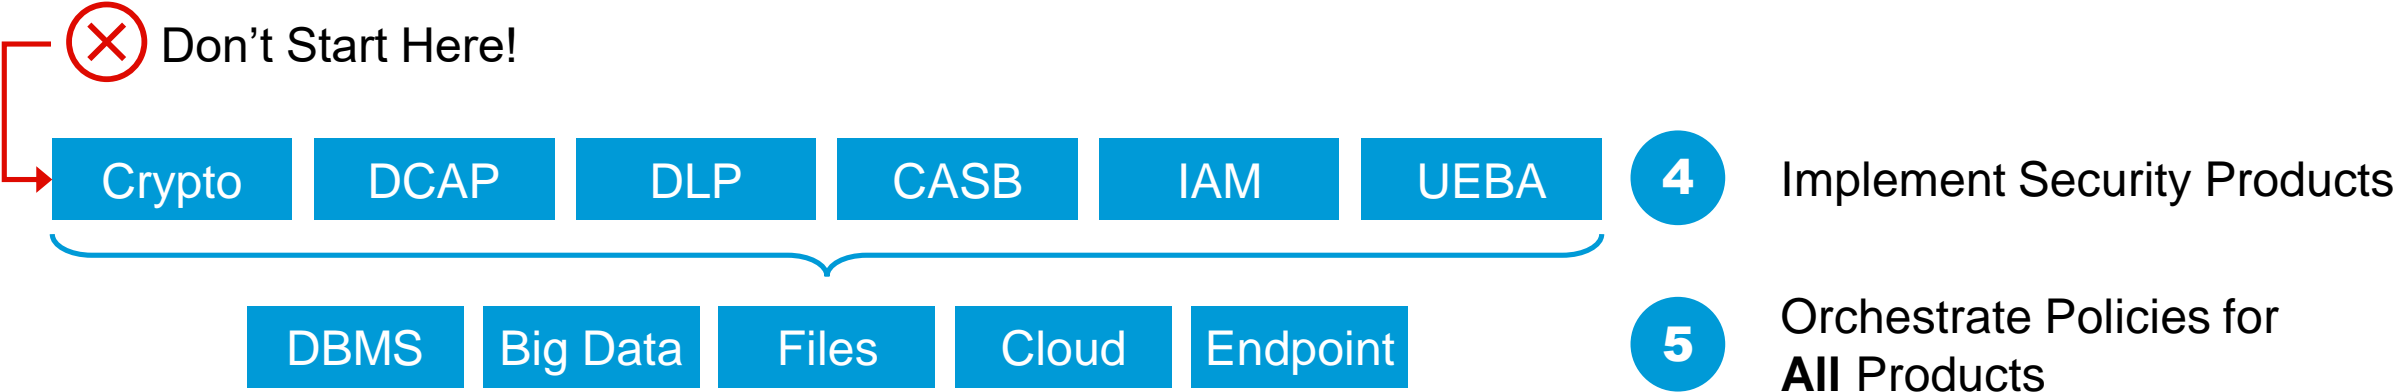 Don’t Start Here!
Crypto DCAP DLP CASB IAM UEBA 4 Implement Security Products
DBMS Big Data Files Cloud Endpoint 5 Orchestrate Policies for
All Products